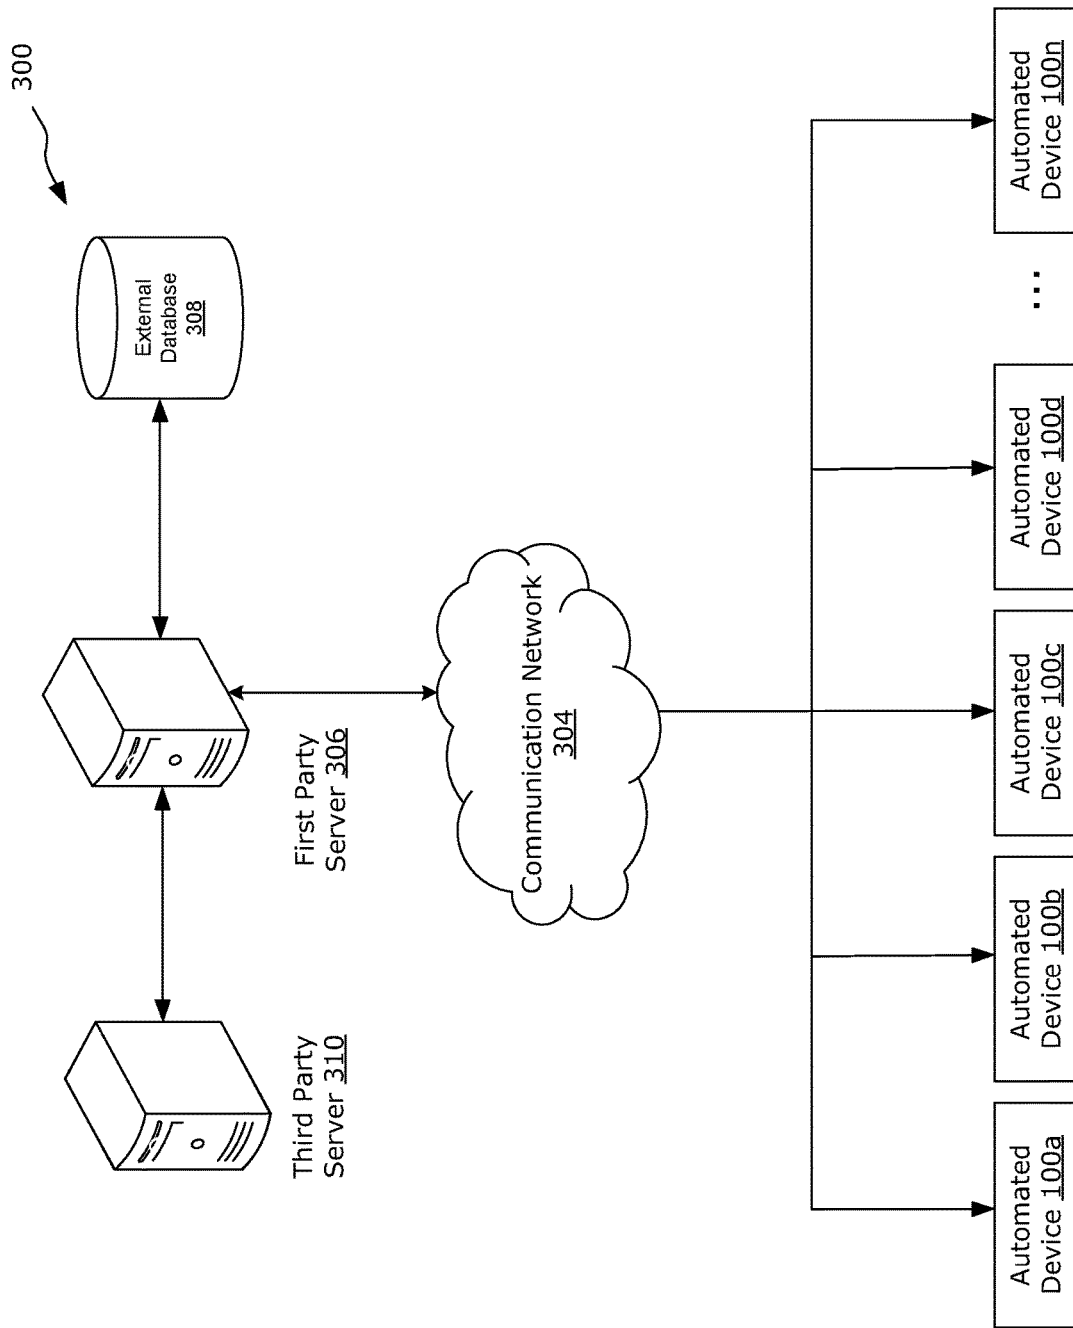 300
External
Database
308
First Party
Server 306
Third Party
Server 310
Communication Network
304
Automated
Device 100a
Automated
Device 100b
Automated
Device 100c
Automated
Device 100d
...
Automated
Device 100n